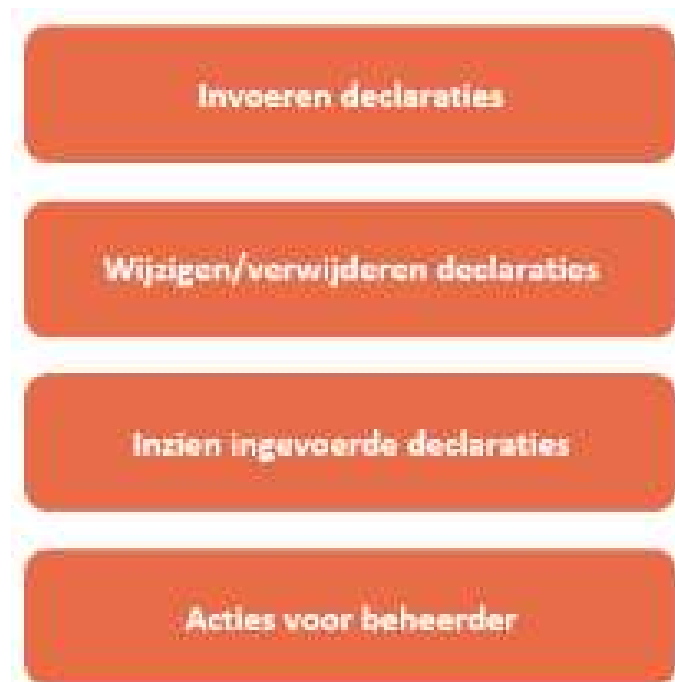 Invoeren declaraties
Wijzigen/verwijderen declaraties
Inzien ingevoerde declaraties
Acties voor beheerder